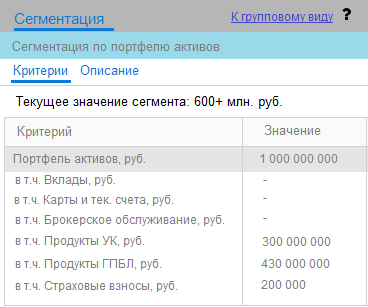 Сегментация
К групповому виду ?
Сегментация по портфелю активов
Критерии Описание
Текущее значение сегмента: 600+ млн. руб.
Критерий Значение
Портфель активов, руб. 1 000 000 000
в т.ч. Вклады, руб. -
в т.ч. Карты и тек. счета, руб. -
в т.ч. Брокерское обслуживание, руб. -
в т.ч. Продукты УК, руб. 300 000 000
в т.ч. Продукты ГПБЛ, руб. 430 000 000
в т.ч. Страховые взносы, руб. 200 000